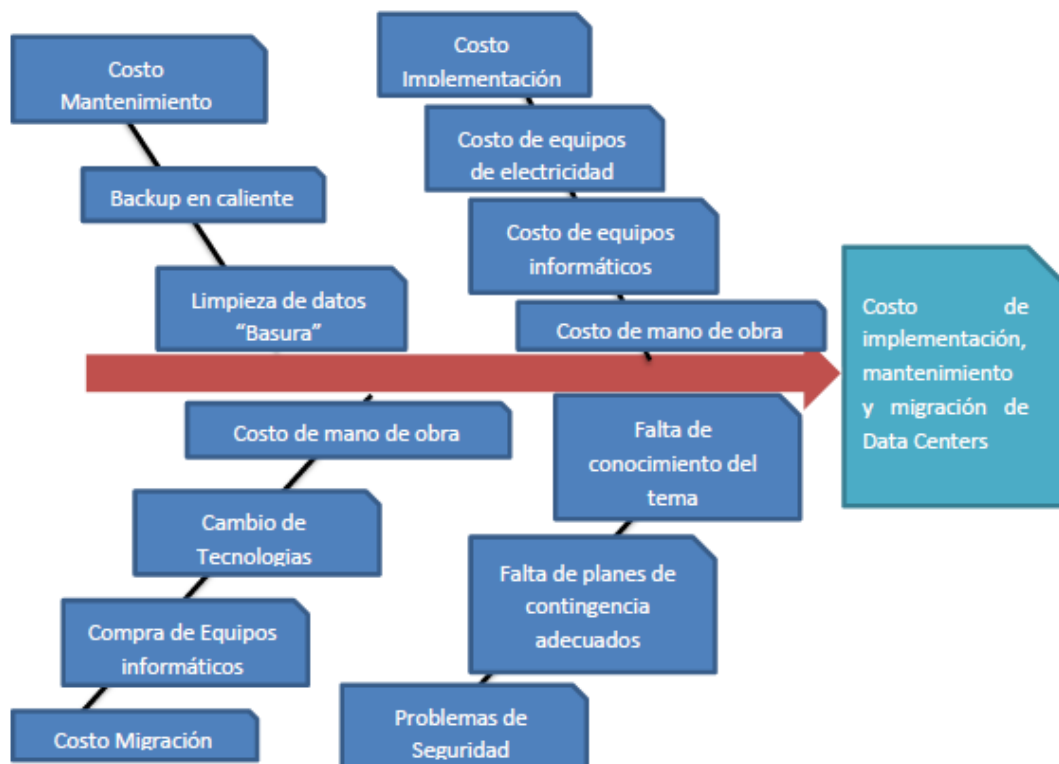 Costo
Mantenimiento
Backup en caliente
Limpieza de datos
“Basura”
Costo
Implementación
Costo de equipos
de electricidad
Costo de equipos
informáticos
Costo de mano de obra
Costo de
implementación,
mantenimiento
y migración de
Data Centers
Costo de mano de obra
Cambio de
Tecnologias
Compra de Equipos
informáticos
Costo Migración
Falta de
conocimiento del
tema
Falta de planes de
contingencia
adecuados
Problemas de
Seguridad